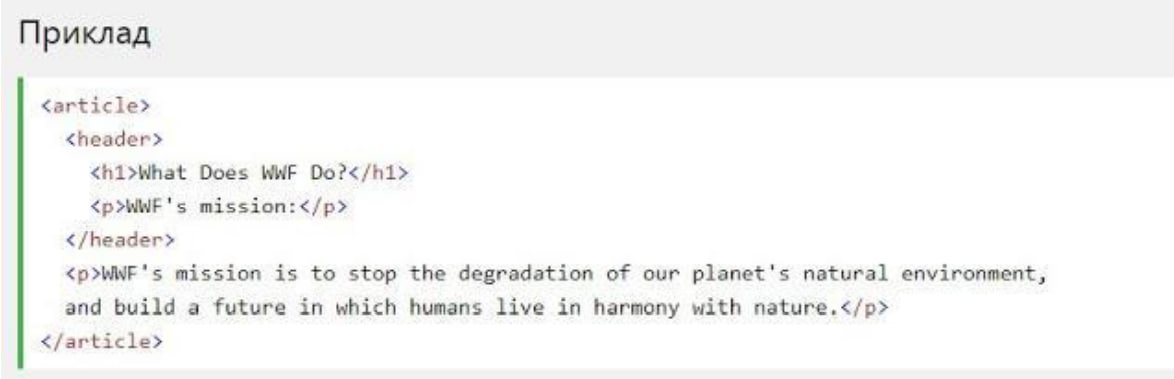 Приклад
<article>
<header>
<h1>What Does WWF Do?</h1>
<p>WWF's mission:</p>
</header>
<p>WWF's mission is to stop the degradation of our planet's natural environment,
and build a future in which humans live in harmony with nature.</p>
</article>